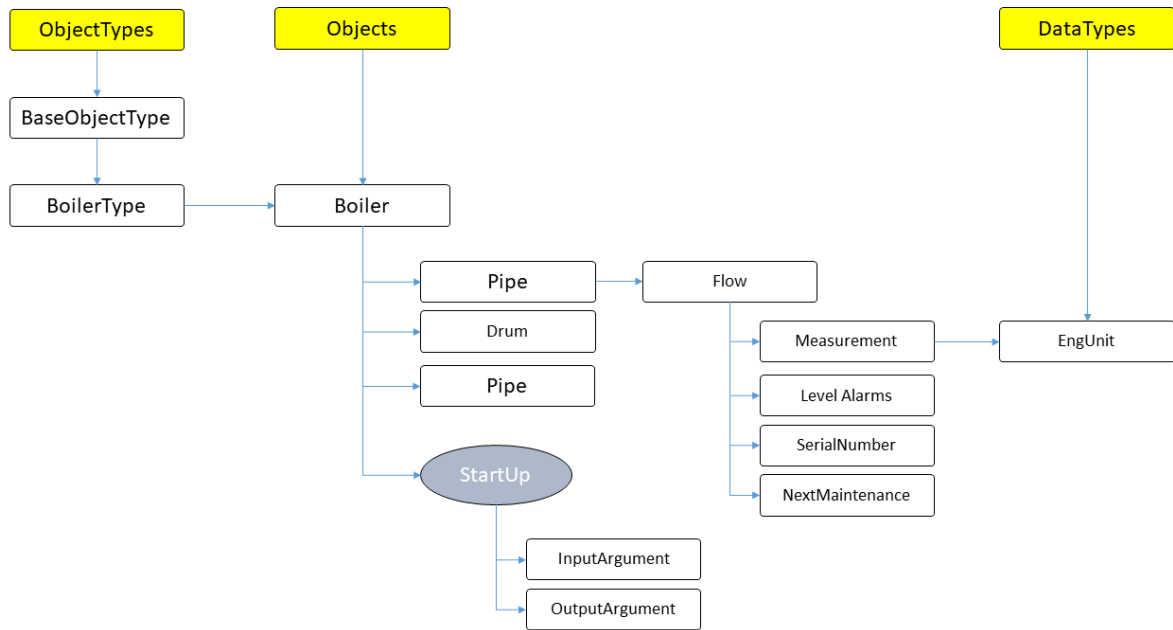 ObjectTypes
Objects
DataTypes
BaseObjectType
BoilerType
Boiler
Pipe
Flow
Drum
Measurement
EngUnit
Pipe
Level Alarms
SerialNumber
StartUp
NextMaintenance
InputArgument
OutputArgument